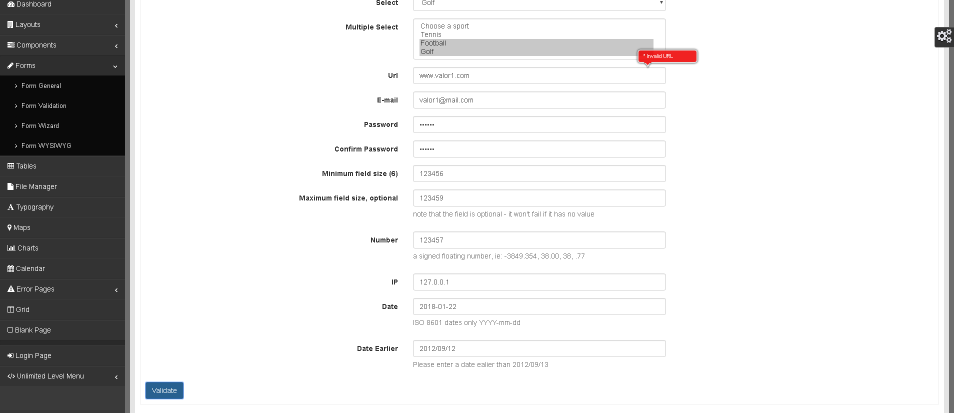 Dashboard
Layouts
Components
Forms
Form General
Form Validation
Form Wizard
Form WYSIWYG
Tables
File Manager
Typography
Maps
Charts
Calendar
Error Pages
Grid
Blank Page
Login Page
Unlimited Level Menu
Select
Golf
Multiple Select
Choose a sport
Tennis
Football
Golf
* Invalid URL
Url
www.valor1.com
E-mail
valor1@mail.com
Password
••••••
Confirm Password
••••••
Minimum field size (6)
123456
Maximum field size, optional
123459
note that the field is optional - it won't fail if it has no value
Number
123457
a signed floating number, ie: -3849.354, 38.00, 38, .77
IP
127.0.0.1
Date
2018-01-22
ISO 8601 dates only YYYY-mm-dd
Date Earlier
2012/09/12
Please enter a date ealier than 2012/09/13
Validate